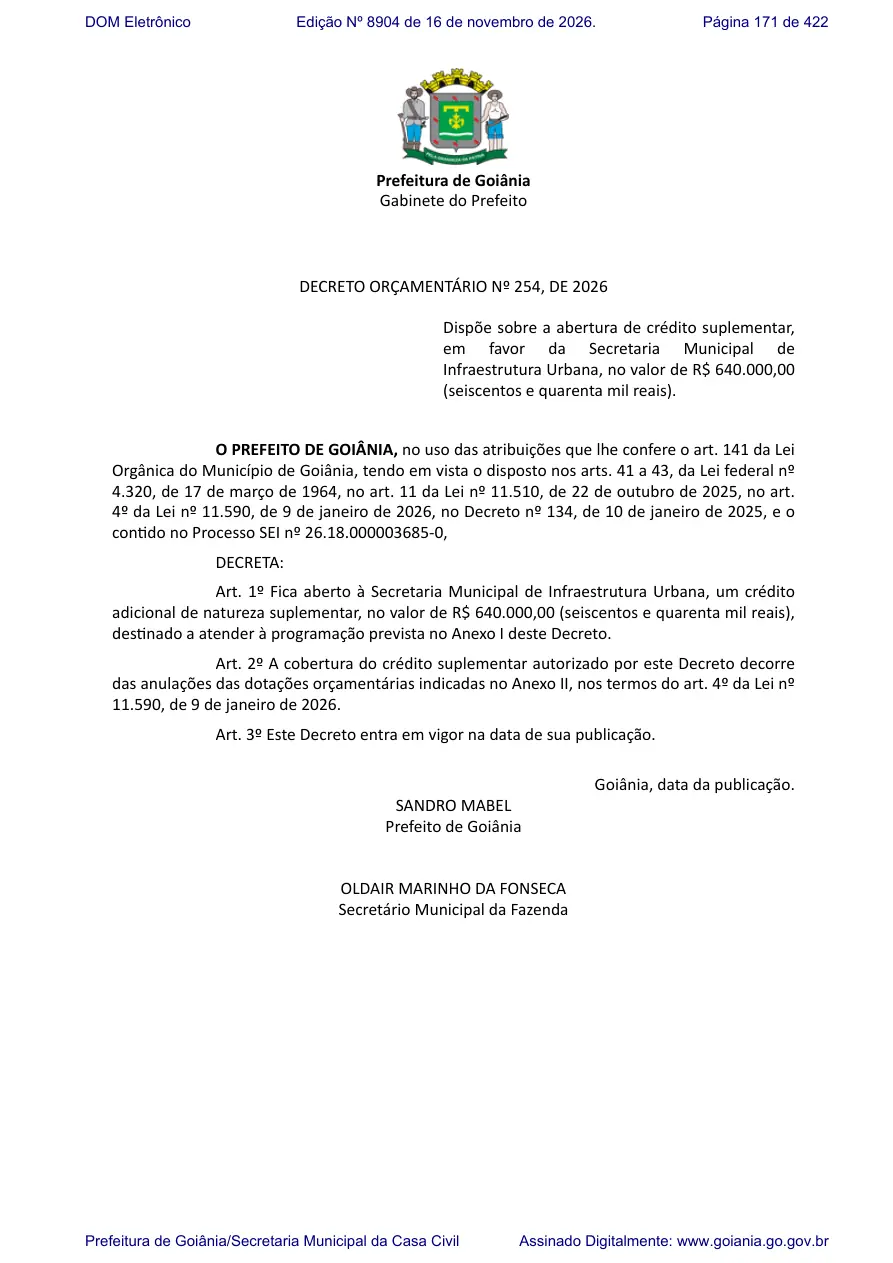 DOM Eletrônico Edição Nº 8904 de 16 de novembro de 2026. Página 171 de 422
Prefeitura de Goiânia
Gabinete do Prefeito
DECRETO ORÇAMENTÁRIO Nº 254, DE 2026
Dispõe sobre a abertura de crédito suplementar,
em favor da Secretaria Municipal de
Infraestrutura Urbana, no valor de R$ 640.000,00
(seiscentos e quarenta mil reais).
O PREFEITO DE GOIÂNIA, no uso das atribuições que lhe confere o art. 141 da Lei
Orgânica do Município de Goiânia, tendo em vista o disposto nos arts. 41 a 43, da Lei federal nº
4.320, de 17 de março de 1964, no art. 11 da Lei nº 11.510, de 22 de outubro de 2025, no art.
4º da Lei nº 11.590, de 9 de janeiro de 2026, no Decreto nº 134, de 10 de janeiro de 2025, e o
contido no Processo SEI nº 26.18.000003685-0,
DECRETA:
Art. 1º Fica aberto à Secretaria Municipal de Infraestrutura Urbana, um crédito
adicional de natureza suplementar, no valor de R$ 640.000,00 (seiscentos e quarenta mil reais),
destinado a atender à programação prevista no Anexo I deste Decreto.
Art. 2º A cobertura do crédito suplementar autorizado por este Decreto decorre
das anulações das dotações orçamentárias indicadas no Anexo II, nos termos do art. 4º da Lei nº
11.590, de 9 de janeiro de 2026.
Art. 3º Este Decreto entra em vigor na data de sua publicação.
Goiânia, data da publicação.
SANDRO MABEL
Prefeito de Goiânia
OLDAIR MARINHO DA FONSECA
Secretário Municipal da Fazenda
Prefeitura de Goiânia/Secretaria Municipal da Casa Civil Assinado Digitalmente: www.goiania.go.gov.br